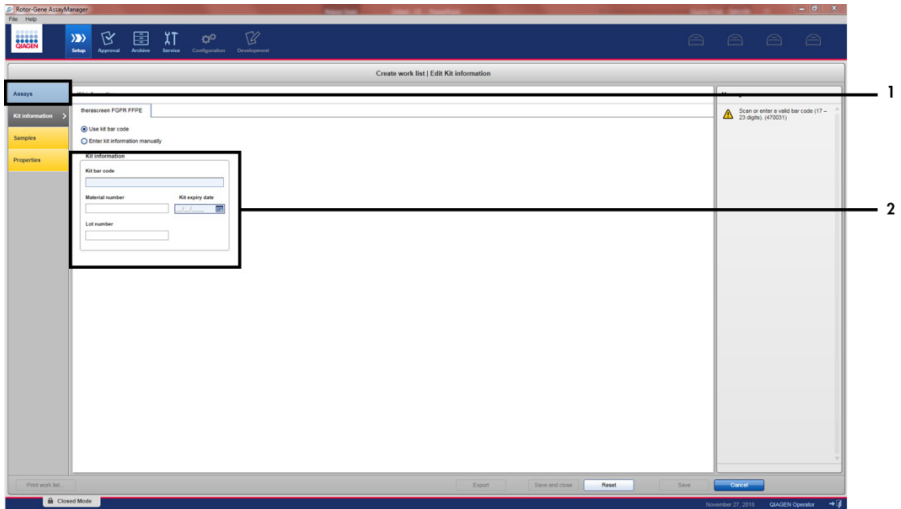 Rotor-Gene AssayManager
File Help
QIAGEN
Setup Approval Archive Service Configuration Development
Create work list | Edit Kit information
Assays
1
Kit information
therascreen FGFR FFPE
Scan or enter a valid bar code (17 –
23 digits). (470031)
Use kit bar code
Samples
Enter kit information manually
Properties
Kit information
Kit bar code
Material number Kit expiry date
2
Lot number
Print work list...
Export Save and close Reset Save Cancel
Closed Mode
November 27, 2015 QIAGEN Operator